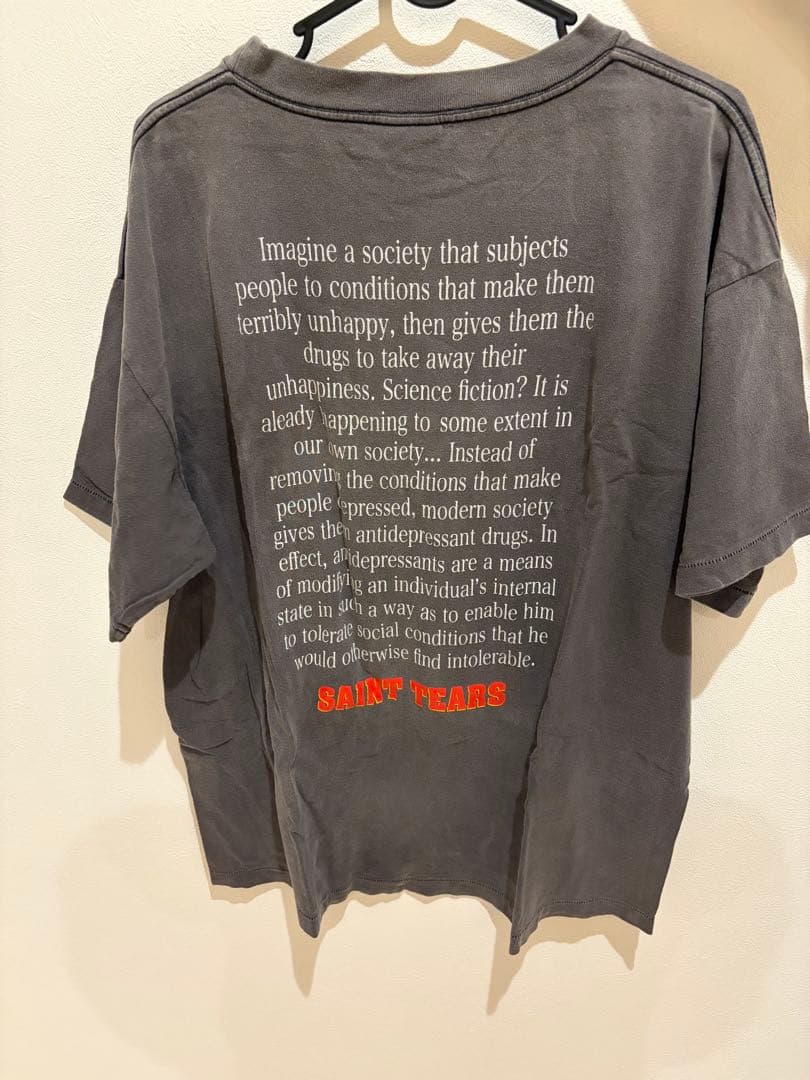 Imagine a society that subjects
people to conditions that make them
terribly unhappy, then gives them the
drugs to take away their
unhappiness. Science fiction? It is
aleady happening to some extent in
our own society... Instead of
removing the conditions that make
people depressed, modern society
gives them antidepressant drugs. In
effect, antidepressants are a means
of modifying an individual's internal
state in such a way as to enable him
to tolerate social conditions that he
would otherwise find intolerable.
SAINT TEARS